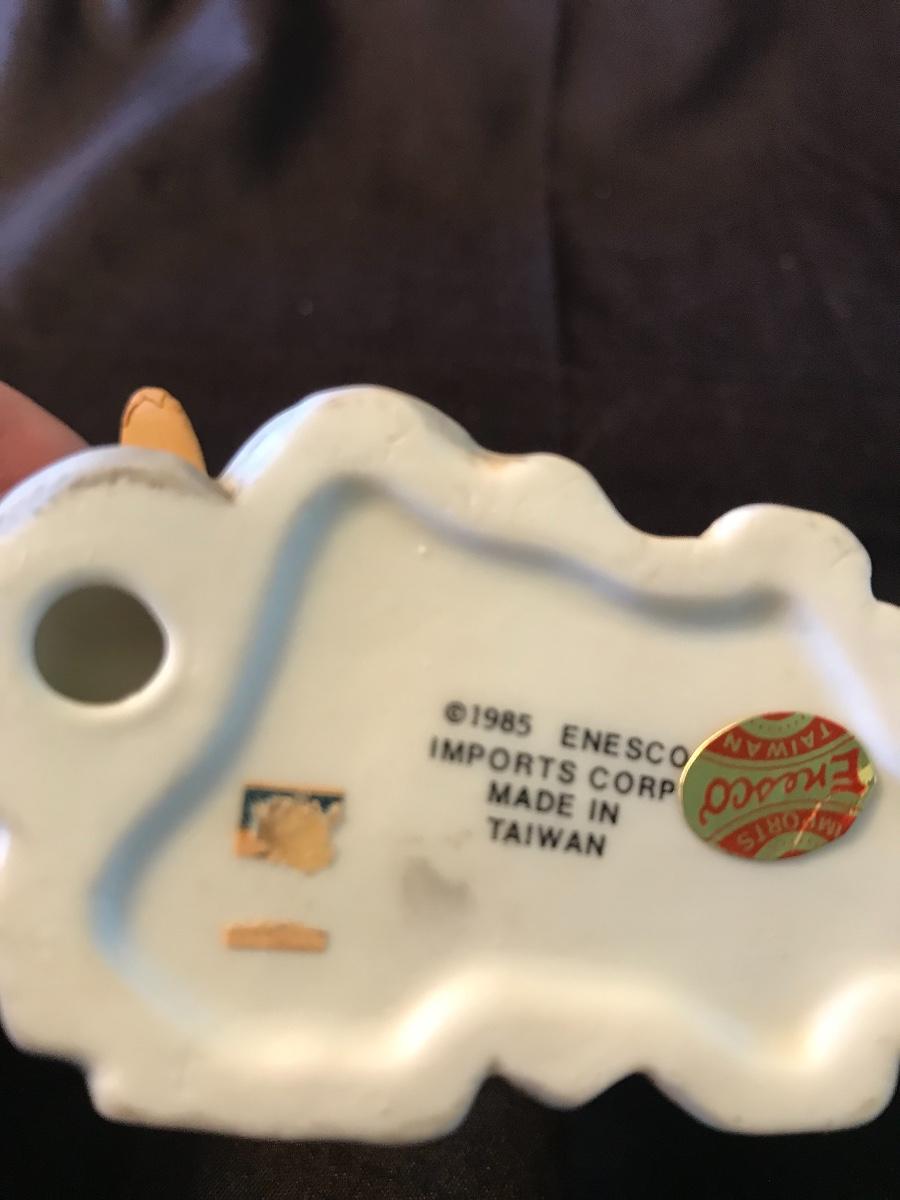 ©1985 ENESCO
IMPORTS CORP
MADE IN
TAIWAN
TAIWAN
Enesco
IMPORTS